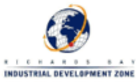 RICHARDS BAY
INDUSTRIAL DEVELOPMENT ZONE